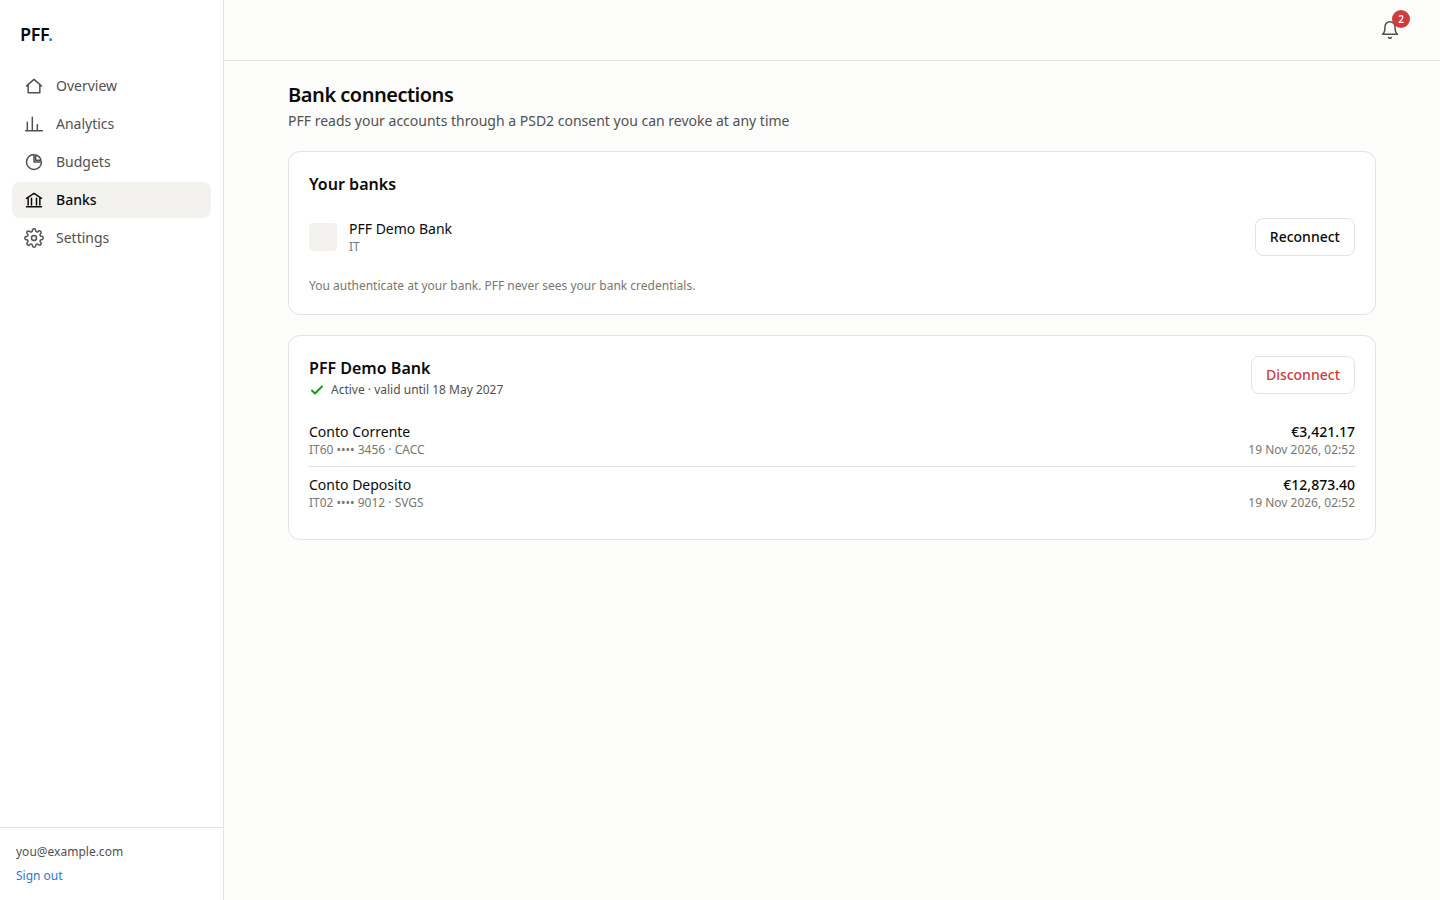 PFF.
2
Overview
Analytics
Budgets
Banks
Settings
Bank connections
PFF reads your accounts through a PSD2 consent you can revoke at any time
Your banks
PFF Demo Bank
IT
Reconnect
You authenticate at your bank. PFF never sees your bank credentials.
PFF Demo Bank
Active · valid until 18 May 2027
Disconnect
Conto Corrente
€3,421.17
IT60 •••• 3456 · CACC
19 Nov 2026, 02:52
Conto Deposito
€12,873.40
IT02 •••• 9012 · SVGS
19 Nov 2026, 02:52
you@example.com
Sign out